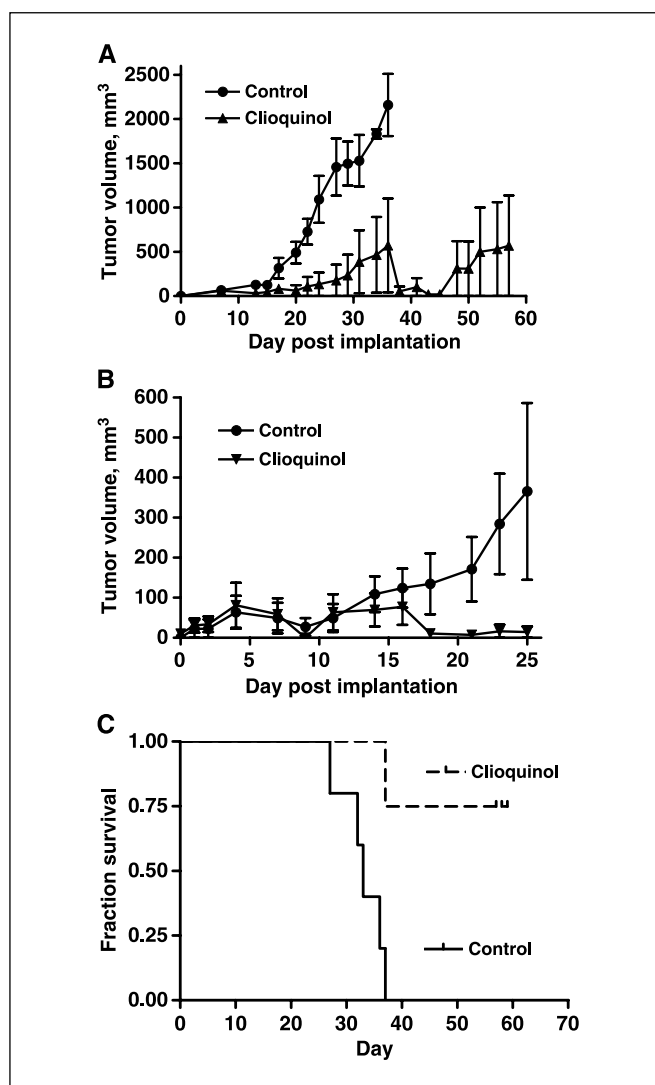 A
2500
2000
1500
1000
500
0
Tumor volume, mm³
Control
Clioquinol
0 10 20 30 40 50 60
Day post implantation
B
600
500
400
300
200
100
0
Tumor volume, mm³
Control
Clioquinol
0 5 10 15 20 25
Day post implantation
C
1.00
0.75
0.50
0.25
0.00
Fraction survival
Clioquinol
Control
0 10 20 30 40 50 60 70
Day